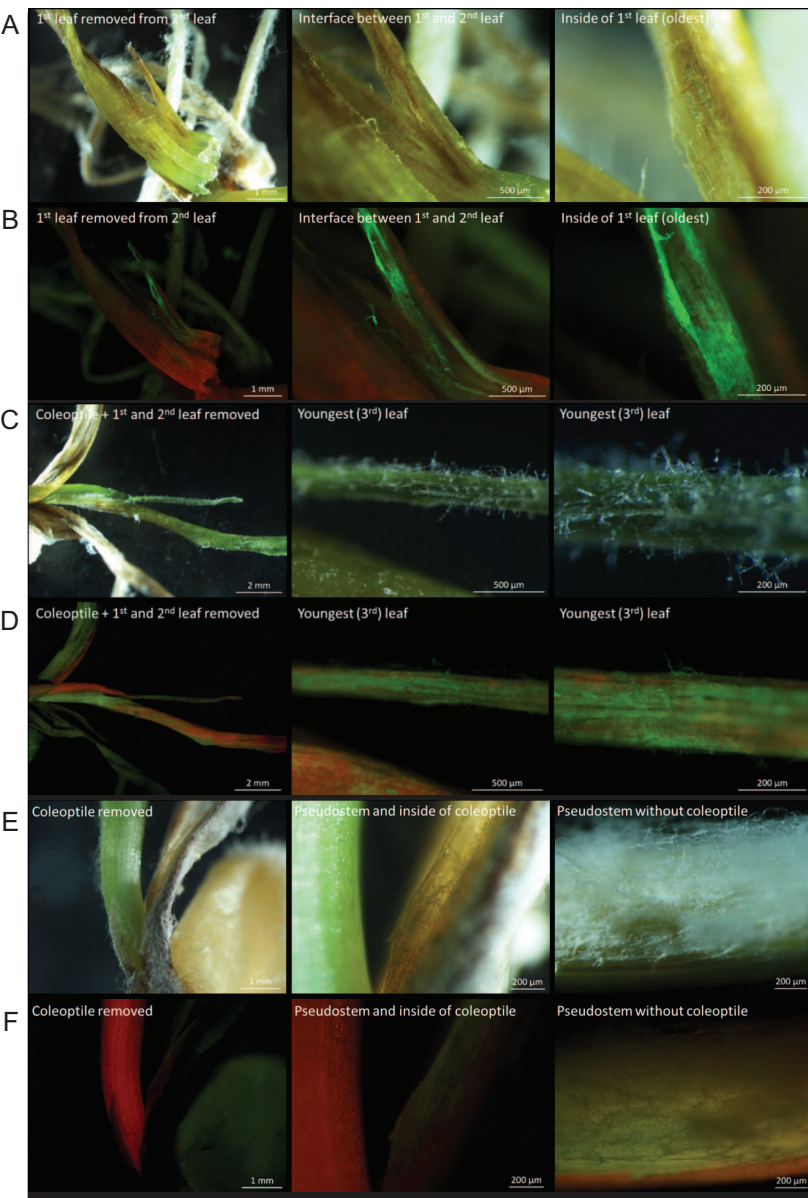 A
1st leaf removed from 2nd leaf
Interface between 1st and 2nd leaf
Inside of 1st leaf (oldest)
1 mm
500 µm
200 µm
B
1st leaf removed from 2nd leaf
Interface between 1st and 2nd leaf
Inside of 1st leaf (oldest)
1 mm
500 µm
200 µm
C
Coleoptile + 1st and 2nd leaf removed
Youngest (3rd) leaf
Youngest (3rd) leaf
2 mm
500 µm
200 µm
D
Coleoptile + 1st and 2nd leaf removed
Youngest (3rd) leaf
Youngest (3rd) leaf
2 mm
500 µm
200 µm
E
Coleoptile removed
Pseudostem and inside of coleoptile
Pseudostem without coleoptile
1 mm
200 µm
200 µm
F
Coleoptile removed
Pseudostem and inside of coleoptile
Pseudostem without coleoptile
1 mm
200 µm
200 µm